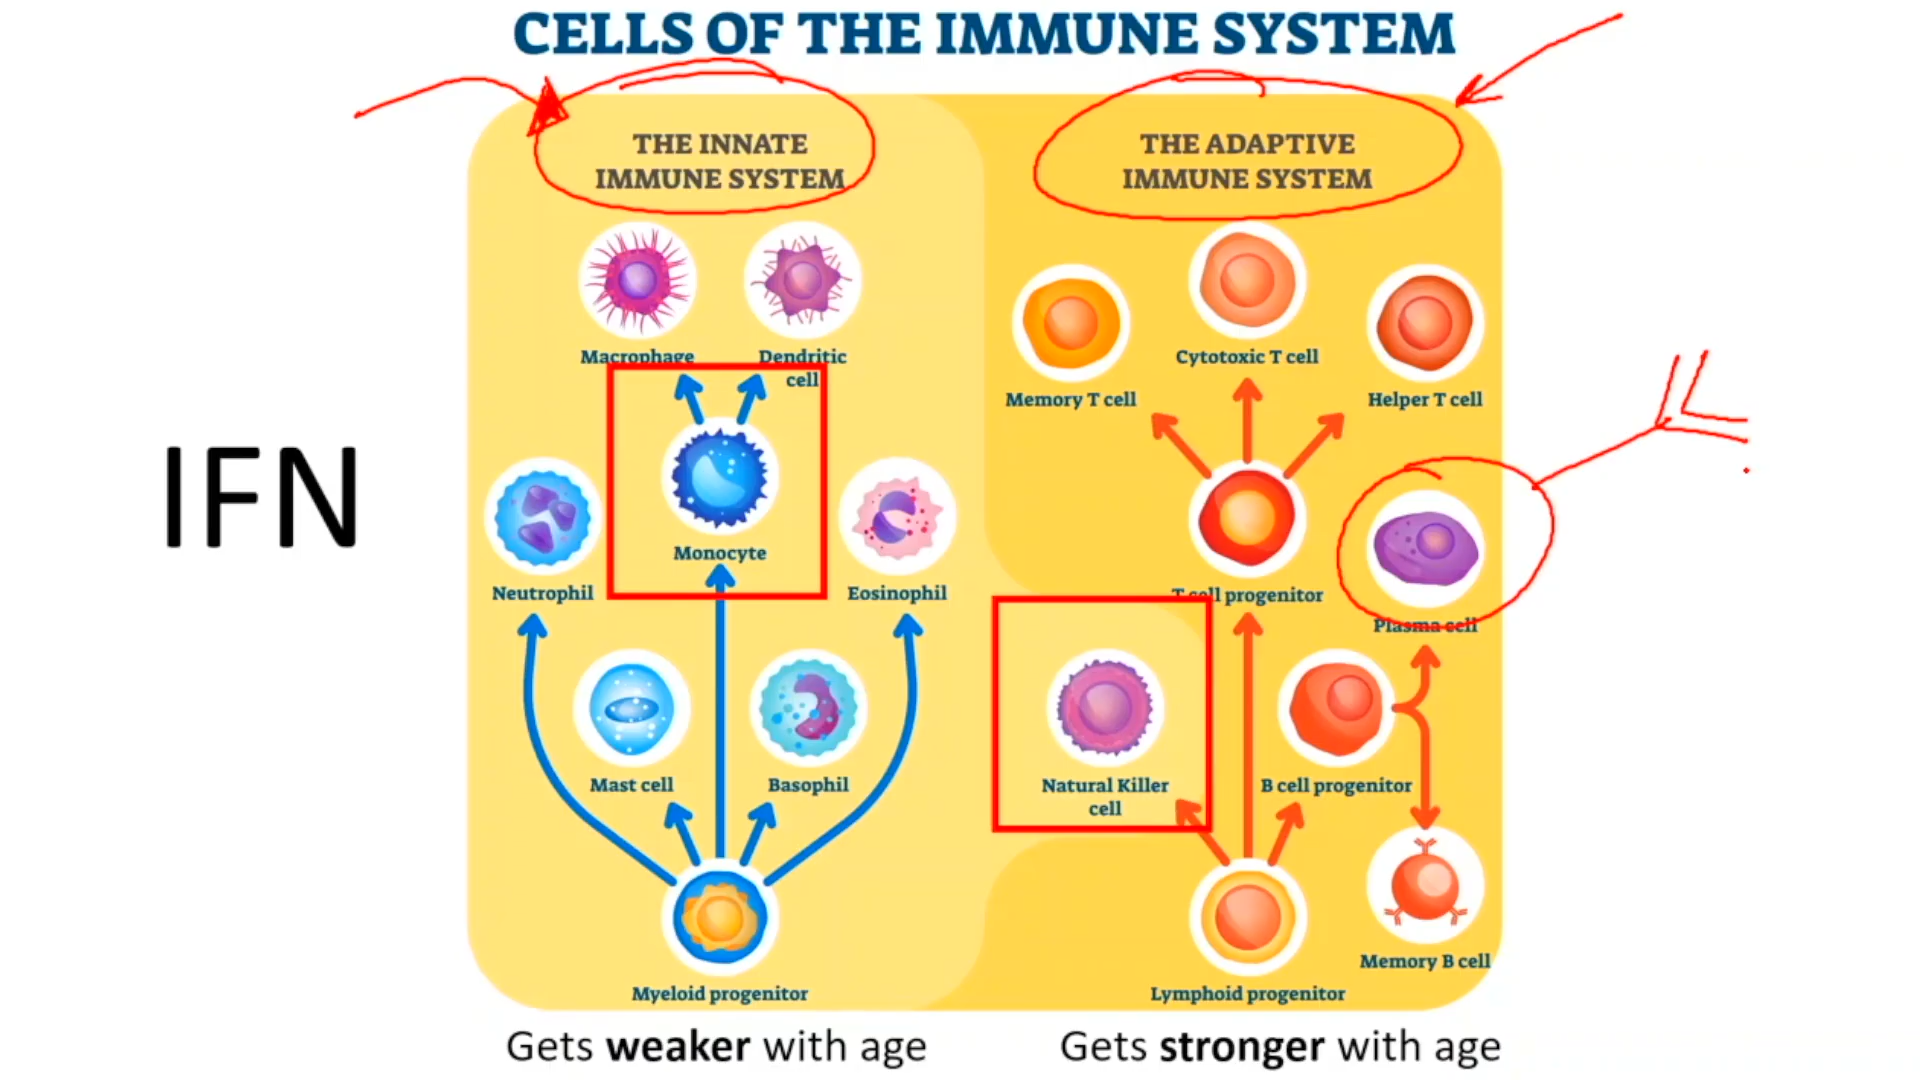 CELLS OF THE IMMUNE SYSTEM
THE INNATE
IMMUNE SYSTEM
THE ADAPTIVE
IMMUNE SYSTEM
Macrophage
Dendritic
cell
Memory T cell
Cytotoxic T cell
Helper T cell
IFN
Neutrophil
Monocyte
Eosinophil
T cell progenitor
Plasma cell
Mast cell
Basophil
Natural Killer
cell
B cell progenitor
Memory B cell
Myeloid progenitor
Lymphoid progenitor
Gets weaker with age
Gets stronger with age